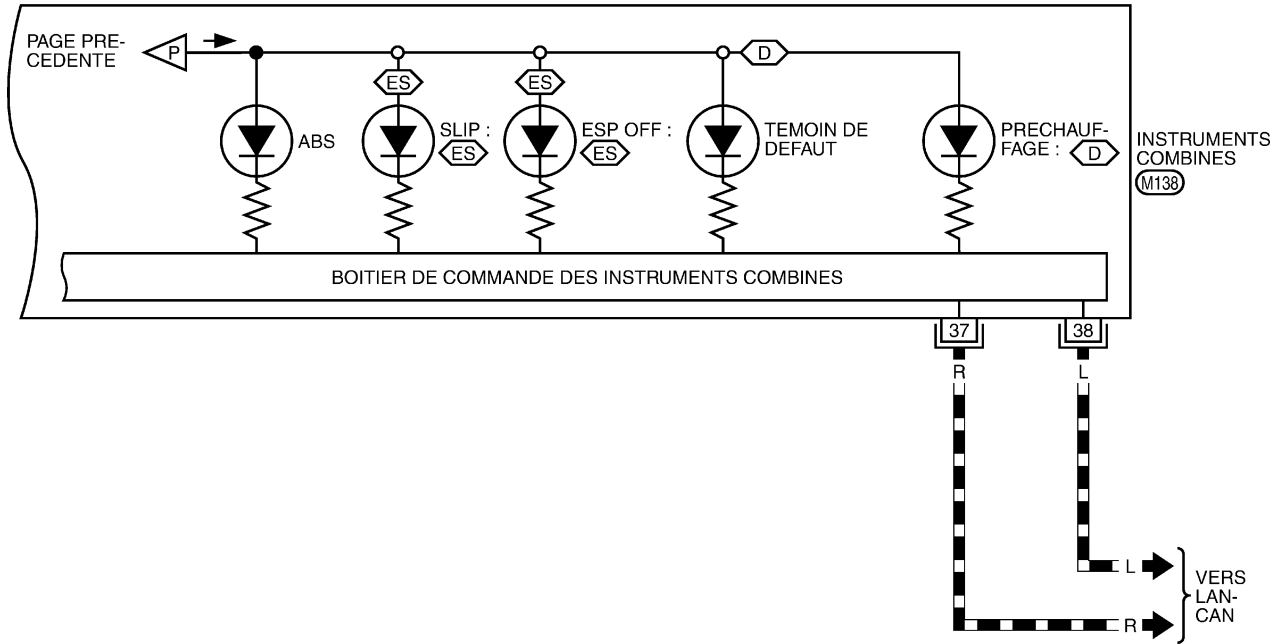 PAGE PRE-
CEDENTE
P
D
ES
ES
ABS
SLIP :
ES
ESP OFF :
ES
TEMOIN DE
DEFAUT
PRECHAUF-
FAGE : D
INSTRUMENTS
COMBINES
M138
BOITIER DE COMMANDE DES INSTRUMENTS COMBINES
37
38
R
L
L
R
VERS
LAN-
CAN